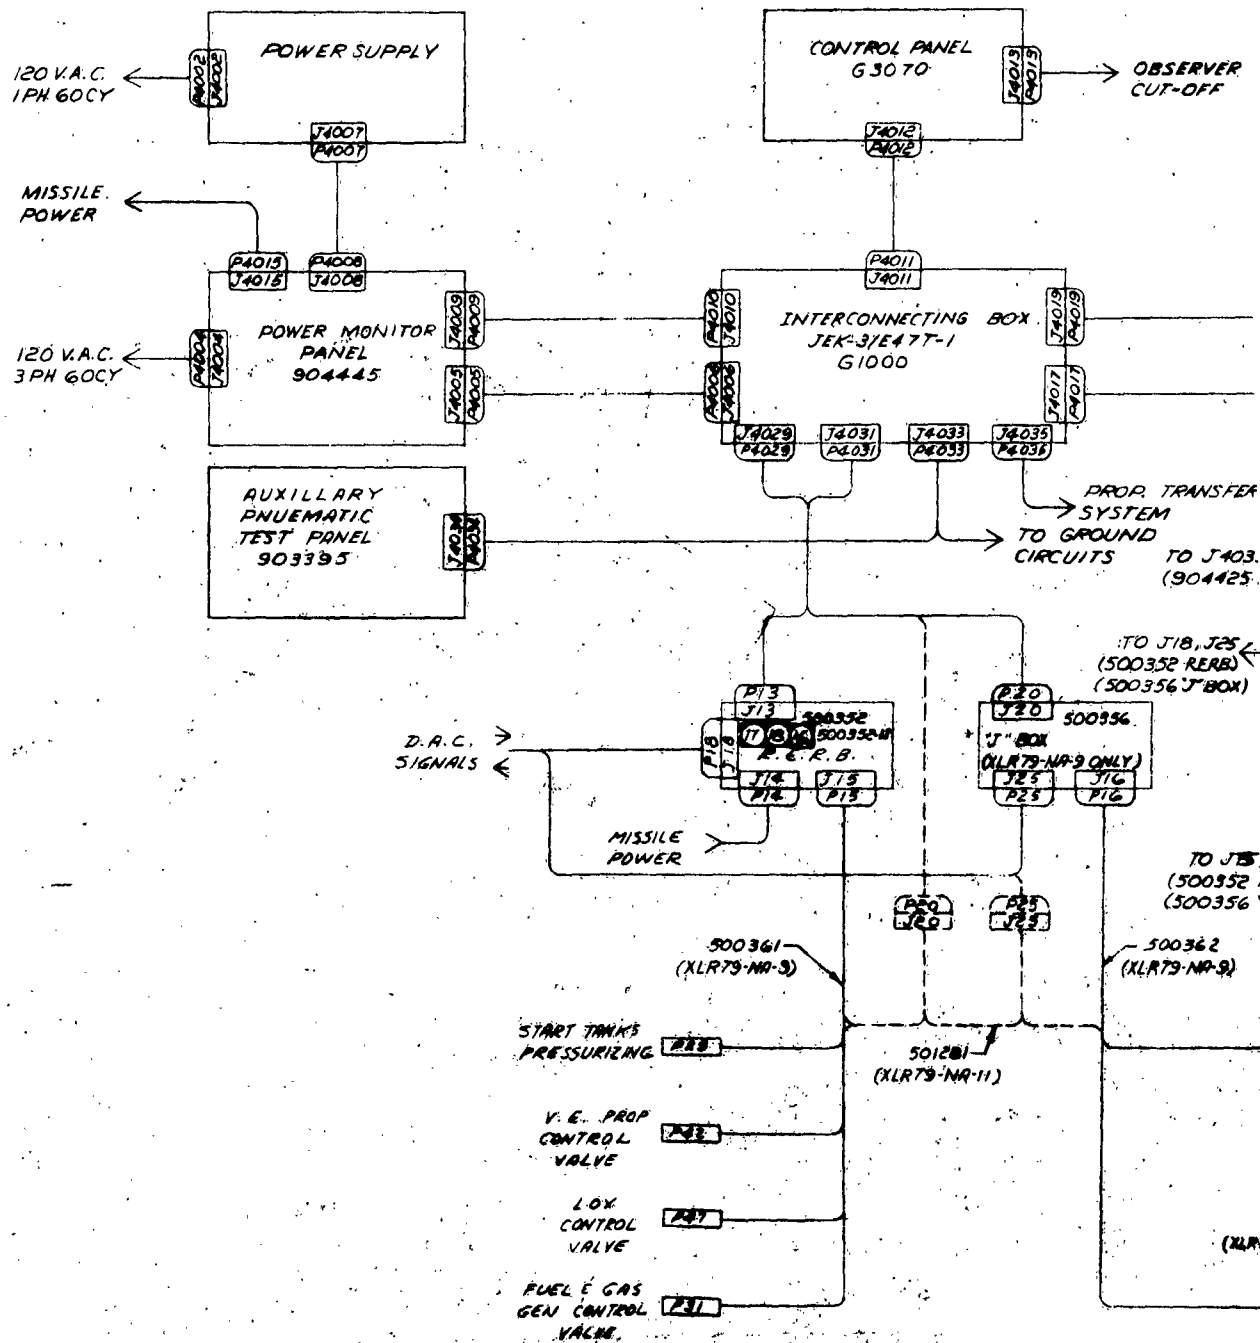 POWER SUPPLY
120 V.A.C.
1 PH 60CY
P4002
J4002
J4007
P4007
CONTROL PANEL
G3070
J4013
P4013
OBSERVER
CUT-OFF
J4012
P4012
MISSILE
POWER
P4015
J4015
P4008
J4008
POWER MONITOR
PANEL
904445
120 V.A.C.
3 PH 60CY
P4004
J4004
J4009
P4009
J4005
P4005
P4011
J4011
INTERCONNECTING BOX
JEK-31E47T-1
G1000
P4010
J4010
J4006
J4019
P4019
J4017
P4017
J4029
P4029
J4031
P4031
J4033
P4033
J4035
AUXILLARY
PNUEMATIC
TEST PANEL
903395
PROP. TRANSFER
SYSTEM
TO GROUND
CIRCUITS
TO J403.
(904425
TO J18, J25
(500352 RERB)
(500356 "J" BOX)
P13
J13
500352
R.E.R.B.
P18
J18
J14
P14
J15
P15
D.A.C.
SIGNALS
MISSILE
POWER
P20
J20
500356
"J" BOX
(XLR79-NA-9 ONLY)
J25
P25
J16
P16
TO J15
(500352
(500356
P20
J20
P25
J25
500361
(XLR79-NA-9)
500362
(XLR79-NA-9)
501281
(XLR79-NA-11)
START TANKS
PRESSURIZING
V.E. PROP
CONTROL
VALVE
P42
LOX
CONTROL
VALVE
P47
FUEL & GAS
GEN CONTROL
VALVE
P31
(XLR